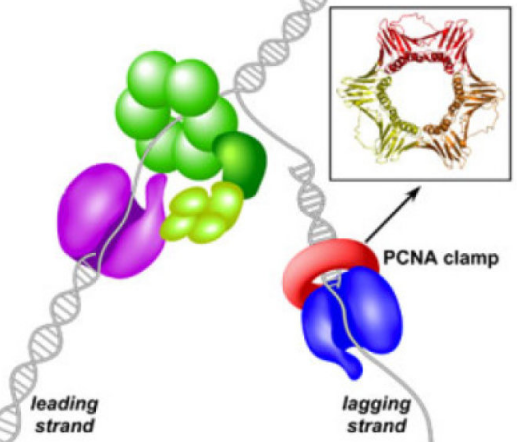 PCNA clamp
leading
strand
lagging
strand